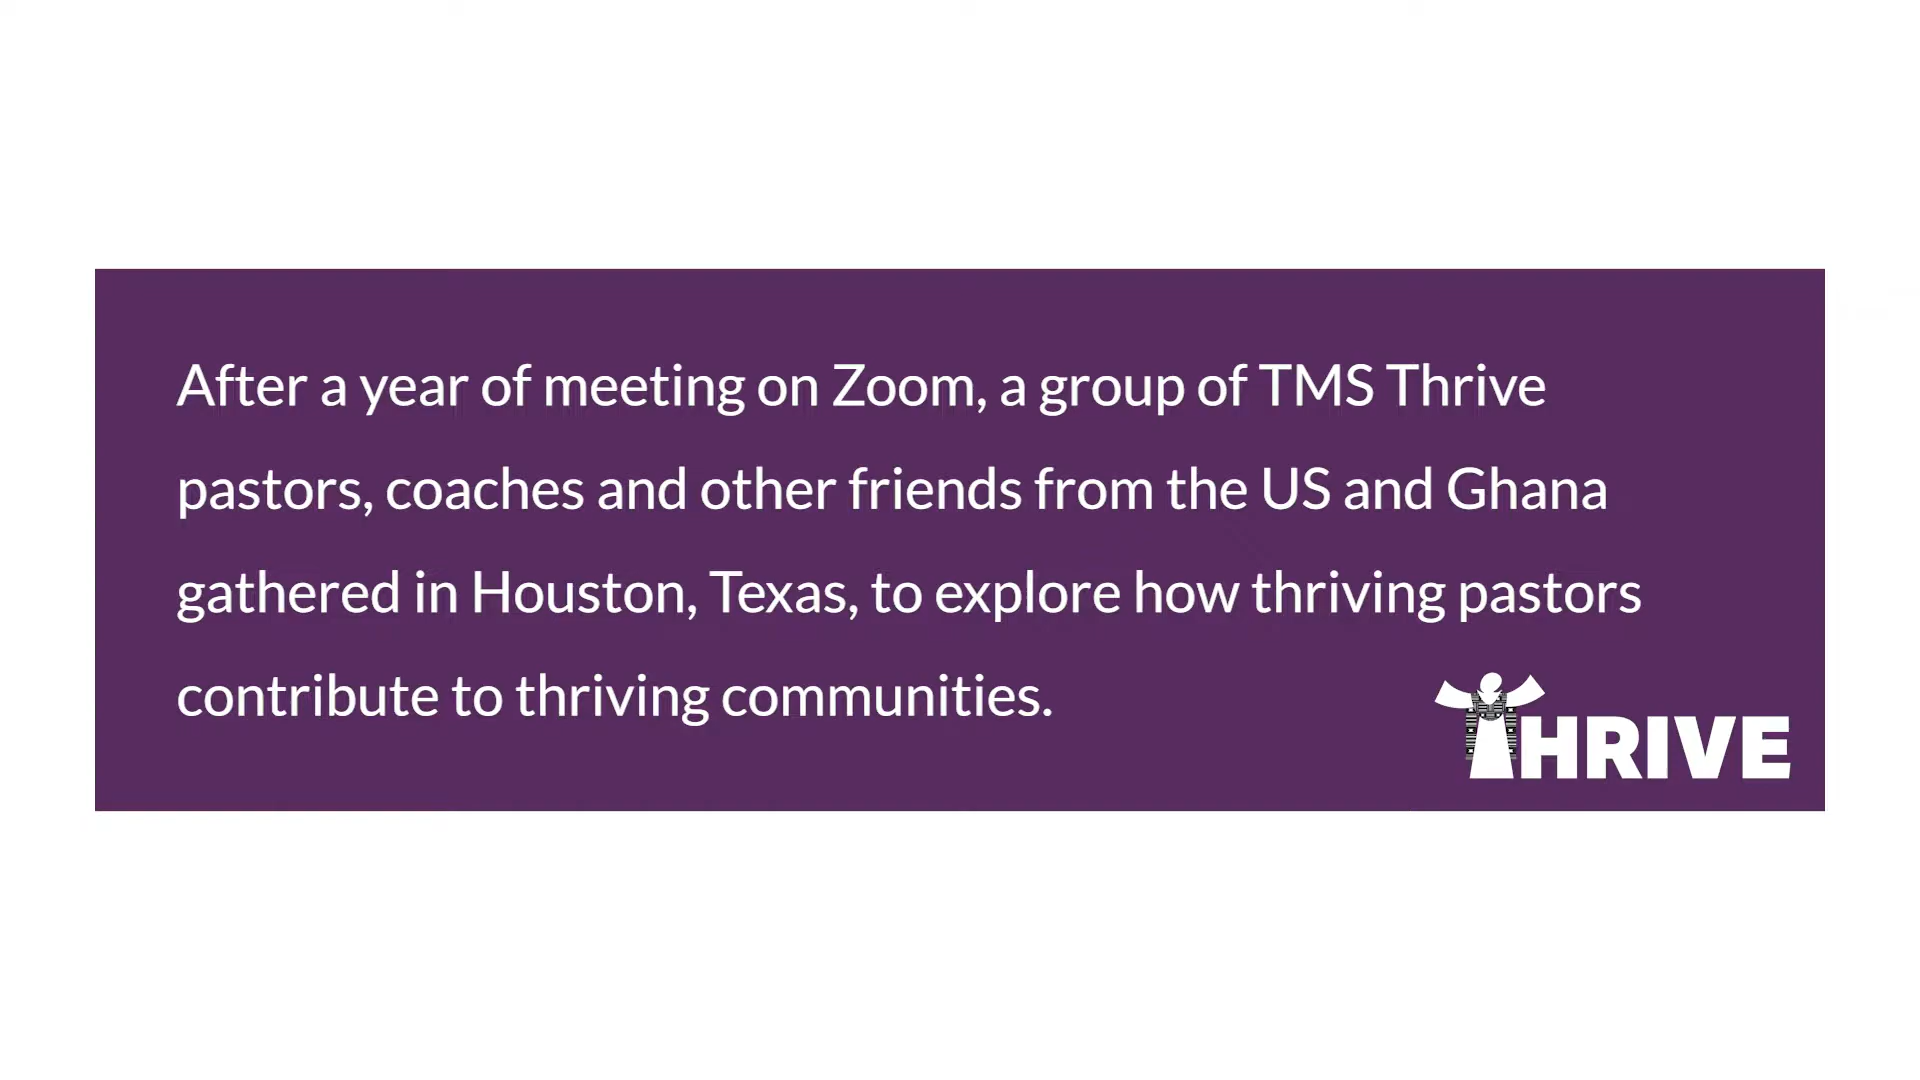 After a year of meeting on Zoom, a group of TMS Thrive
pastors, coaches and other friends from the US and Ghana
gathered in Houston, Texas, to explore how thriving pastors
contribute to thriving communities.
THRIVE